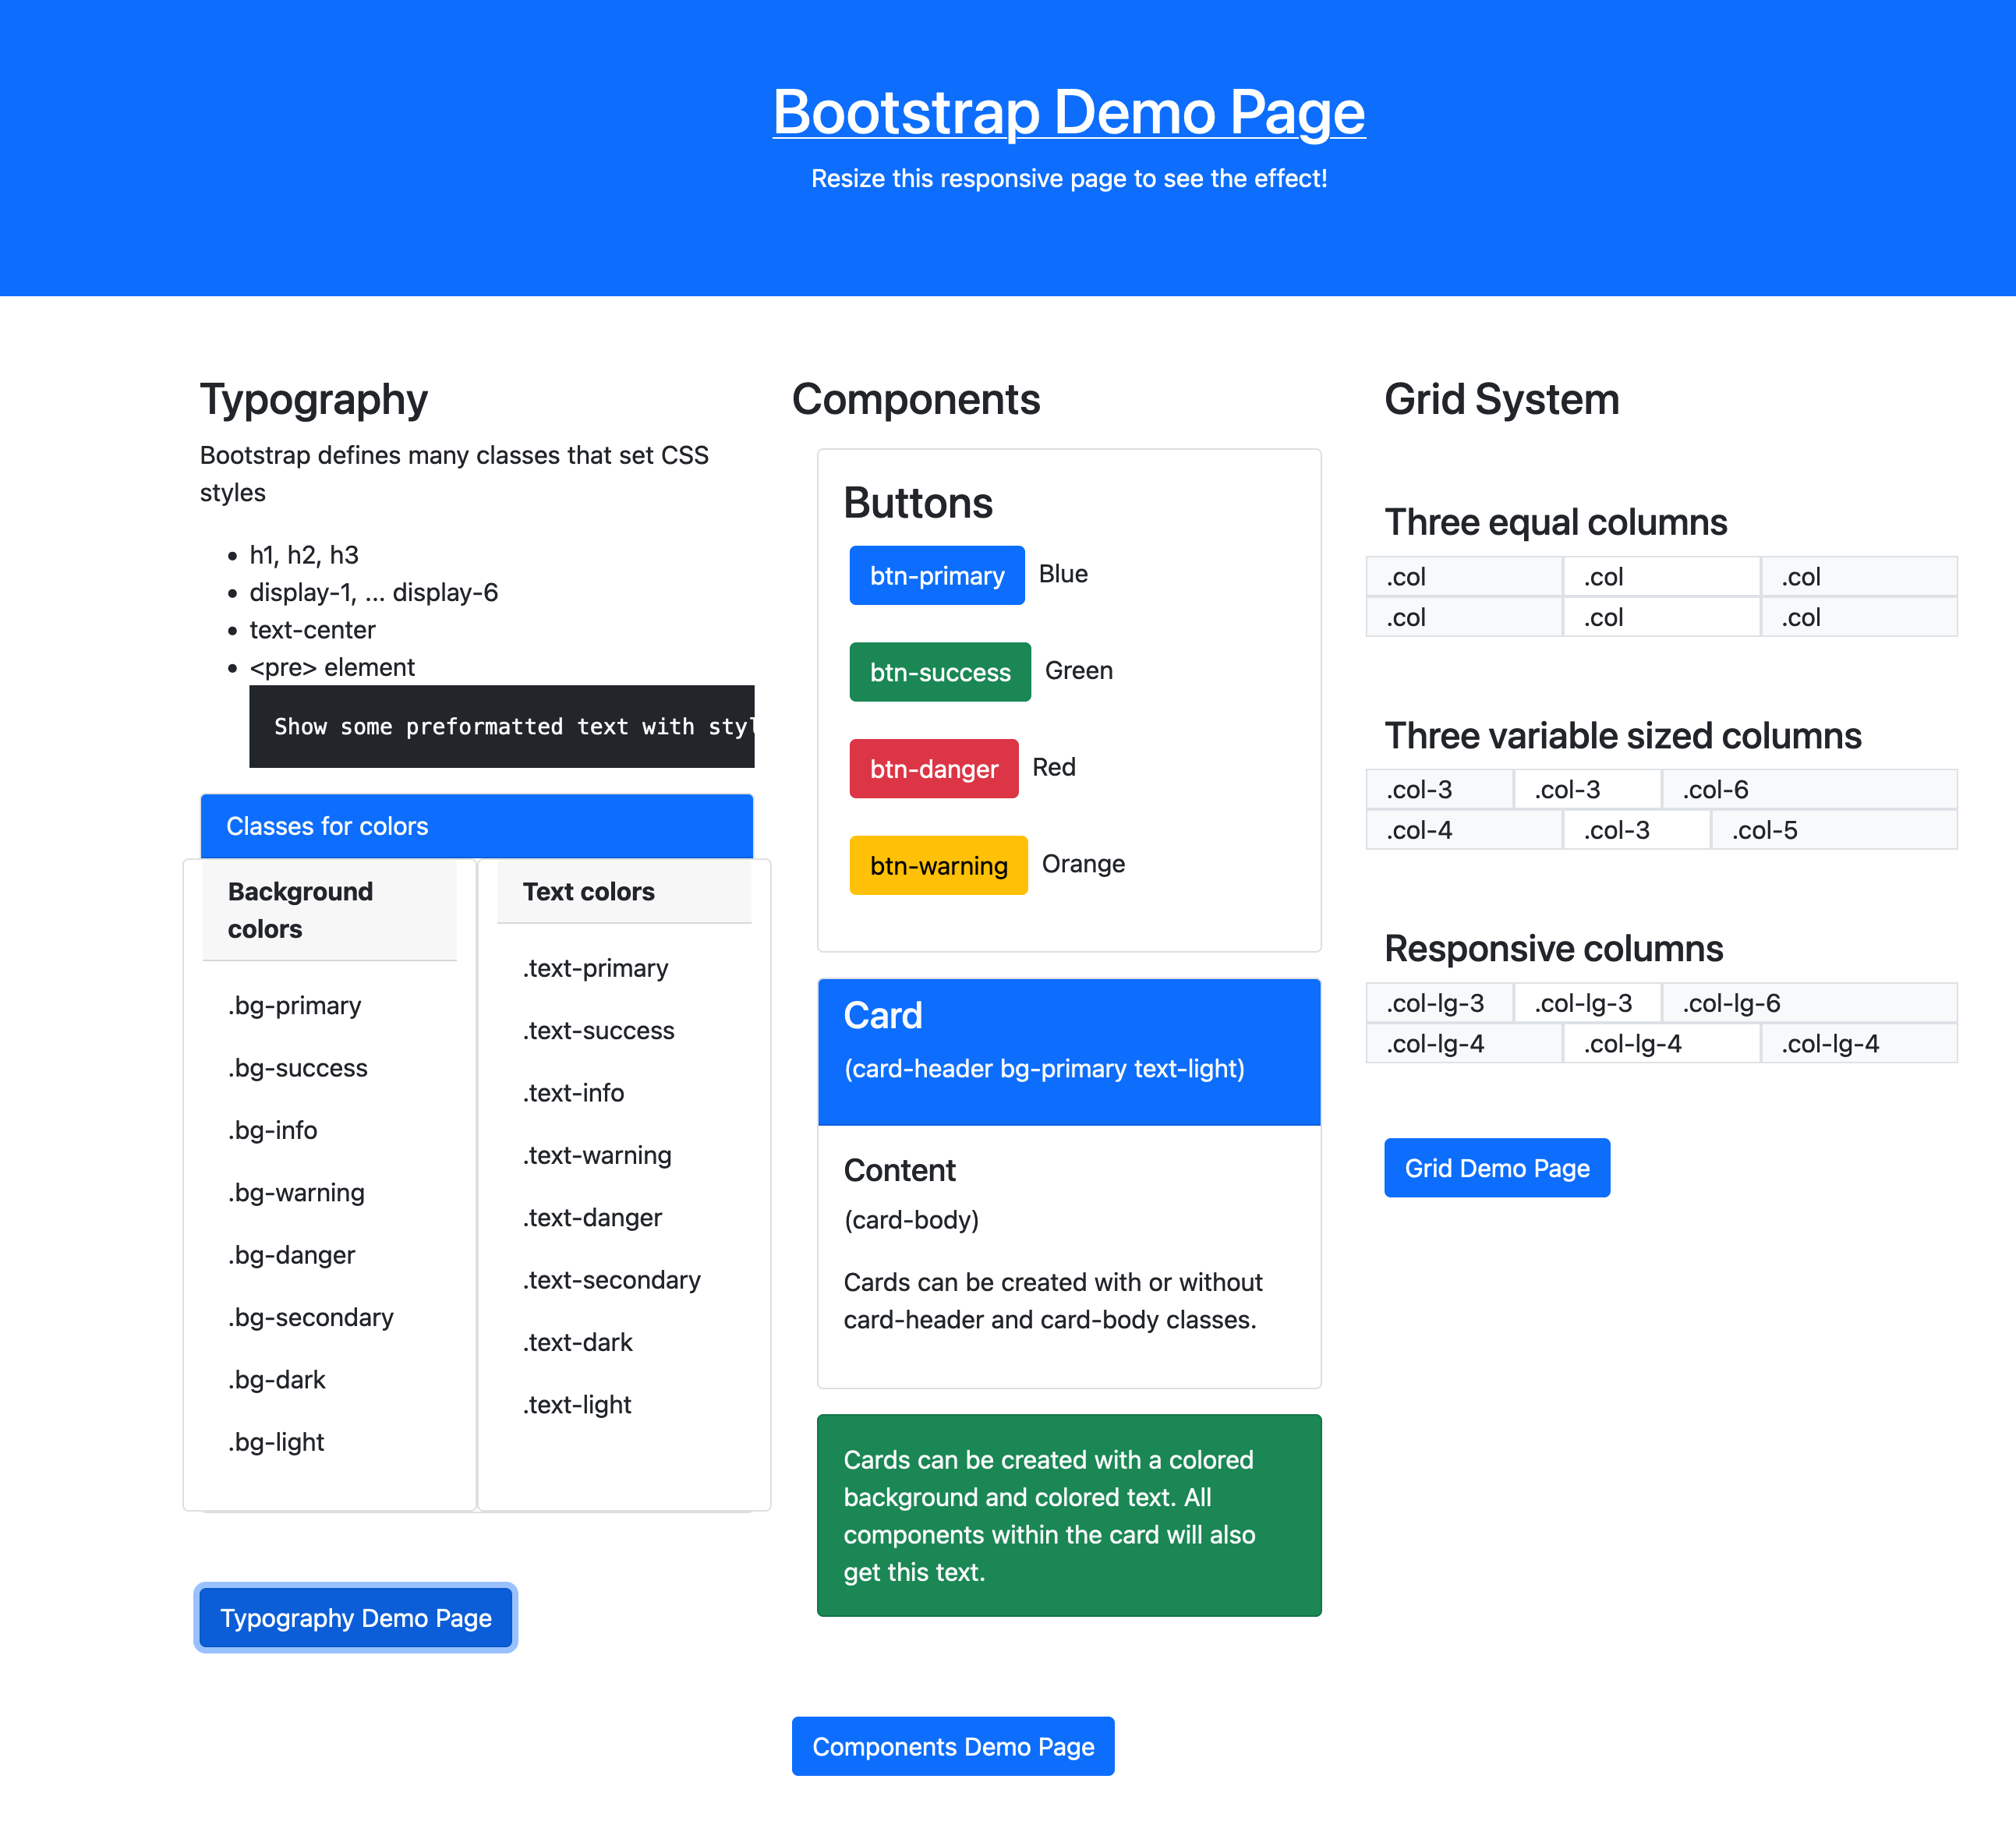 Bootstrap Demo Page
Resize this responsive page to see the effect!
Typography
Bootstrap defines many classes that set CSS
styles
h1, h2, h3
display-1, ... display-6
text-center
<pre> element
Show some preformatted text with styl
Classes for colors
Background
colors
.bg-primary
.bg-success
.bg-info
.bg-warning
.bg-danger
.bg-secondary
.bg-dark
.bg-light
Text colors
.text-primary
.text-success
.text-info
.text-warning
.text-danger
.text-secondary
.text-dark
.text-light
Typography Demo Page
Components
Buttons
btn-primary Blue
btn-success Green
btn-danger Red
btn-warning Orange
Card
(card-header bg-primary text-light)
Content
(card-body)
Cards can be created with or without
card-header and card-body classes.
Cards can be created with a colored
background and colored text. All
components within the card will also
get this text.
Components Demo Page
Grid System
Three equal columns
.col .col .col
.col .col .col
Three variable sized columns
.col-3 .col-3 .col-6
.col-4 .col-3 .col-5
Responsive columns
.col-lg-3 .col-lg-3 .col-lg-6
.col-lg-4 .col-lg-4 .col-lg-4
Grid Demo Page